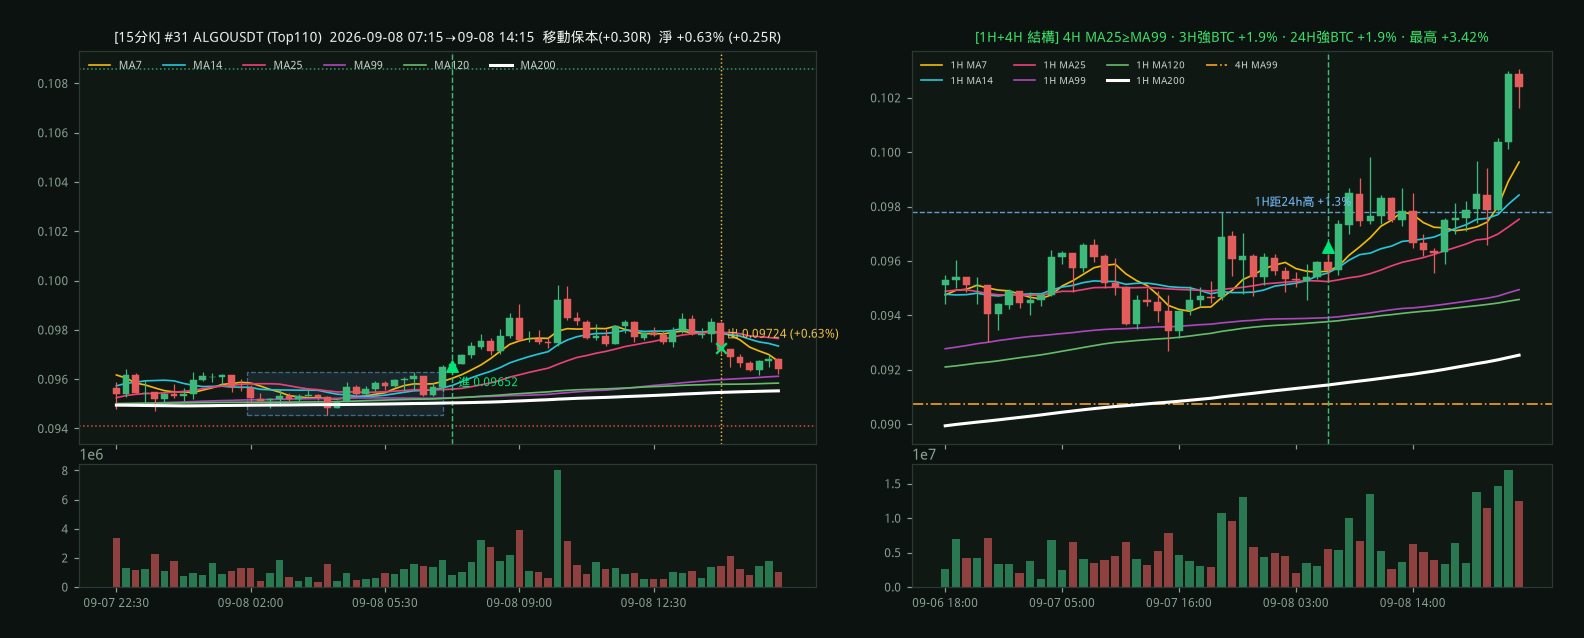 [15分K] #31 ALGOUSDT (Top110)  2026-09-08 07:15→09-08 14:15  移動保本(+0.30R)  淨 +0.63% (+0.25R)
MA7 MA14 MA25 MA99 MA120 MA200
0.108
0.106
0.104
0.102
0.100
0.098
0.096
0.094
出 0.09724 (+0.63%)
進 0.09652
1e6
8
6
4
2
0
09-07 22:30 09-08 02:00 09-08 05:30 09-08 09:00 09-08 12:30
[1H+4H 結構] 4H MA25≥MA99 · 3H強BTC +1.9% · 24H強BTC +1.9% · 最高 +3.42%
1H MA7 1H MA25 1H MA120 4H MA99
1H MA14 1H MA99 1H MA200
0.102
0.100
0.098
0.096
0.094
0.092
0.090
1H距24h高 +1.3%
1e7
1.5
1.0
0.5
0.0
09-06 18:00 09-07 05:00 09-07 16:00 09-08 03:00 09-08 14:00